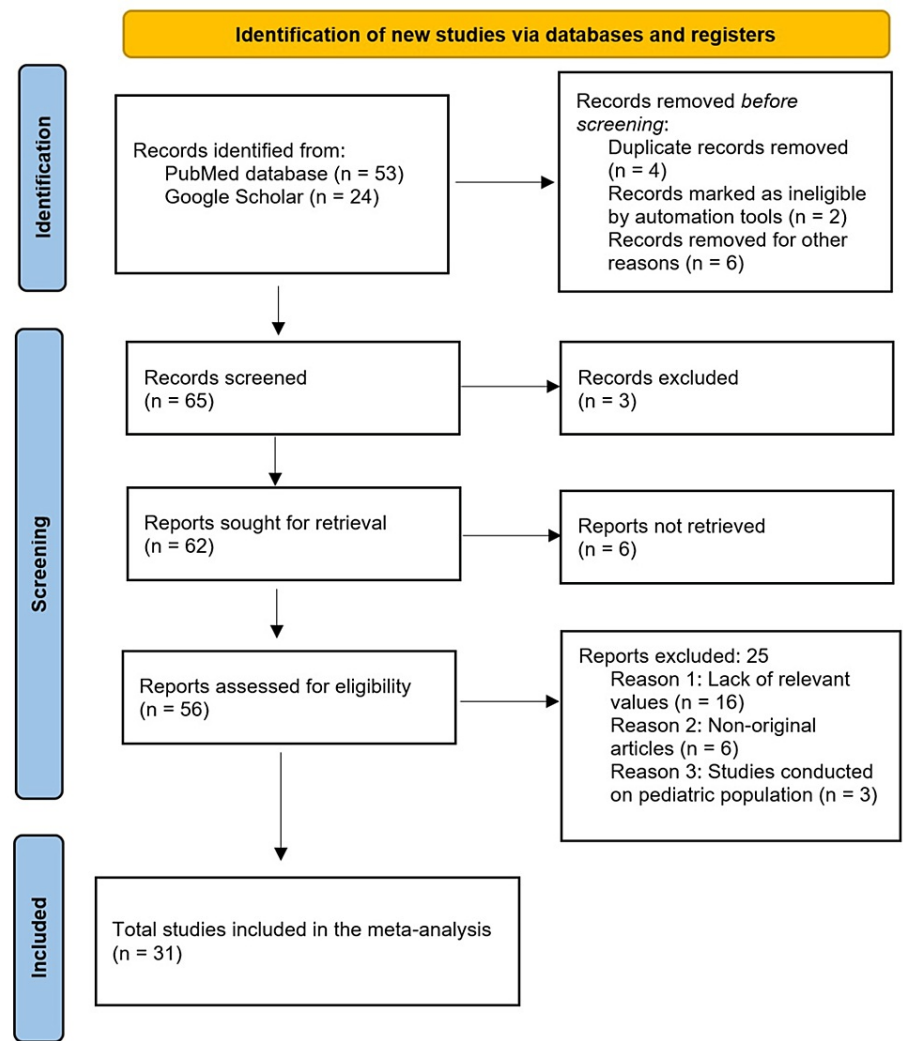 Identification of new studies via databases and registers
Identification
Records identified from:
PubMed database (n = 53)
Google Scholar (n = 24)
Records removed before
screening:
Duplicate records removed
(n = 4)
Records marked as ineligible
by automation tools (n = 2)
Records removed for other
reasons (n = 6)
Screening
Records screened
(n = 65)
Records excluded
(n = 3)
Reports sought for retrieval
(n = 62)
Reports not retrieved
(n = 6)
Reports assessed for eligibility
(n = 56)
Reports excluded: 25
Reason 1: Lack of relevant
values (n = 16)
Reason 2: Non-original
articles (n = 6)
Reason 3: Studies conducted
on pediatric population (n = 3)
Included
Total studies included in the meta-analysis
(n = 31)